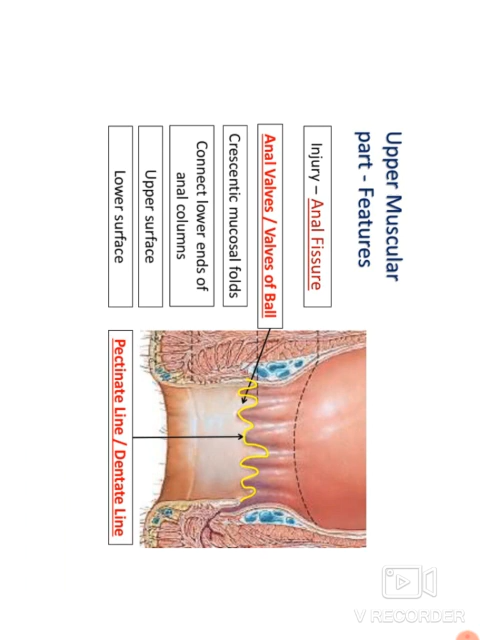 Upper Muscular
part - Features
Injury – Anal Fissure
Anal Valves / Valves of Ball
Crescentic mucosal folds
Connect lower ends of
anal columns
Upper surface
Lower surface
Pectinate Line / Dentate Line
V RECORDER